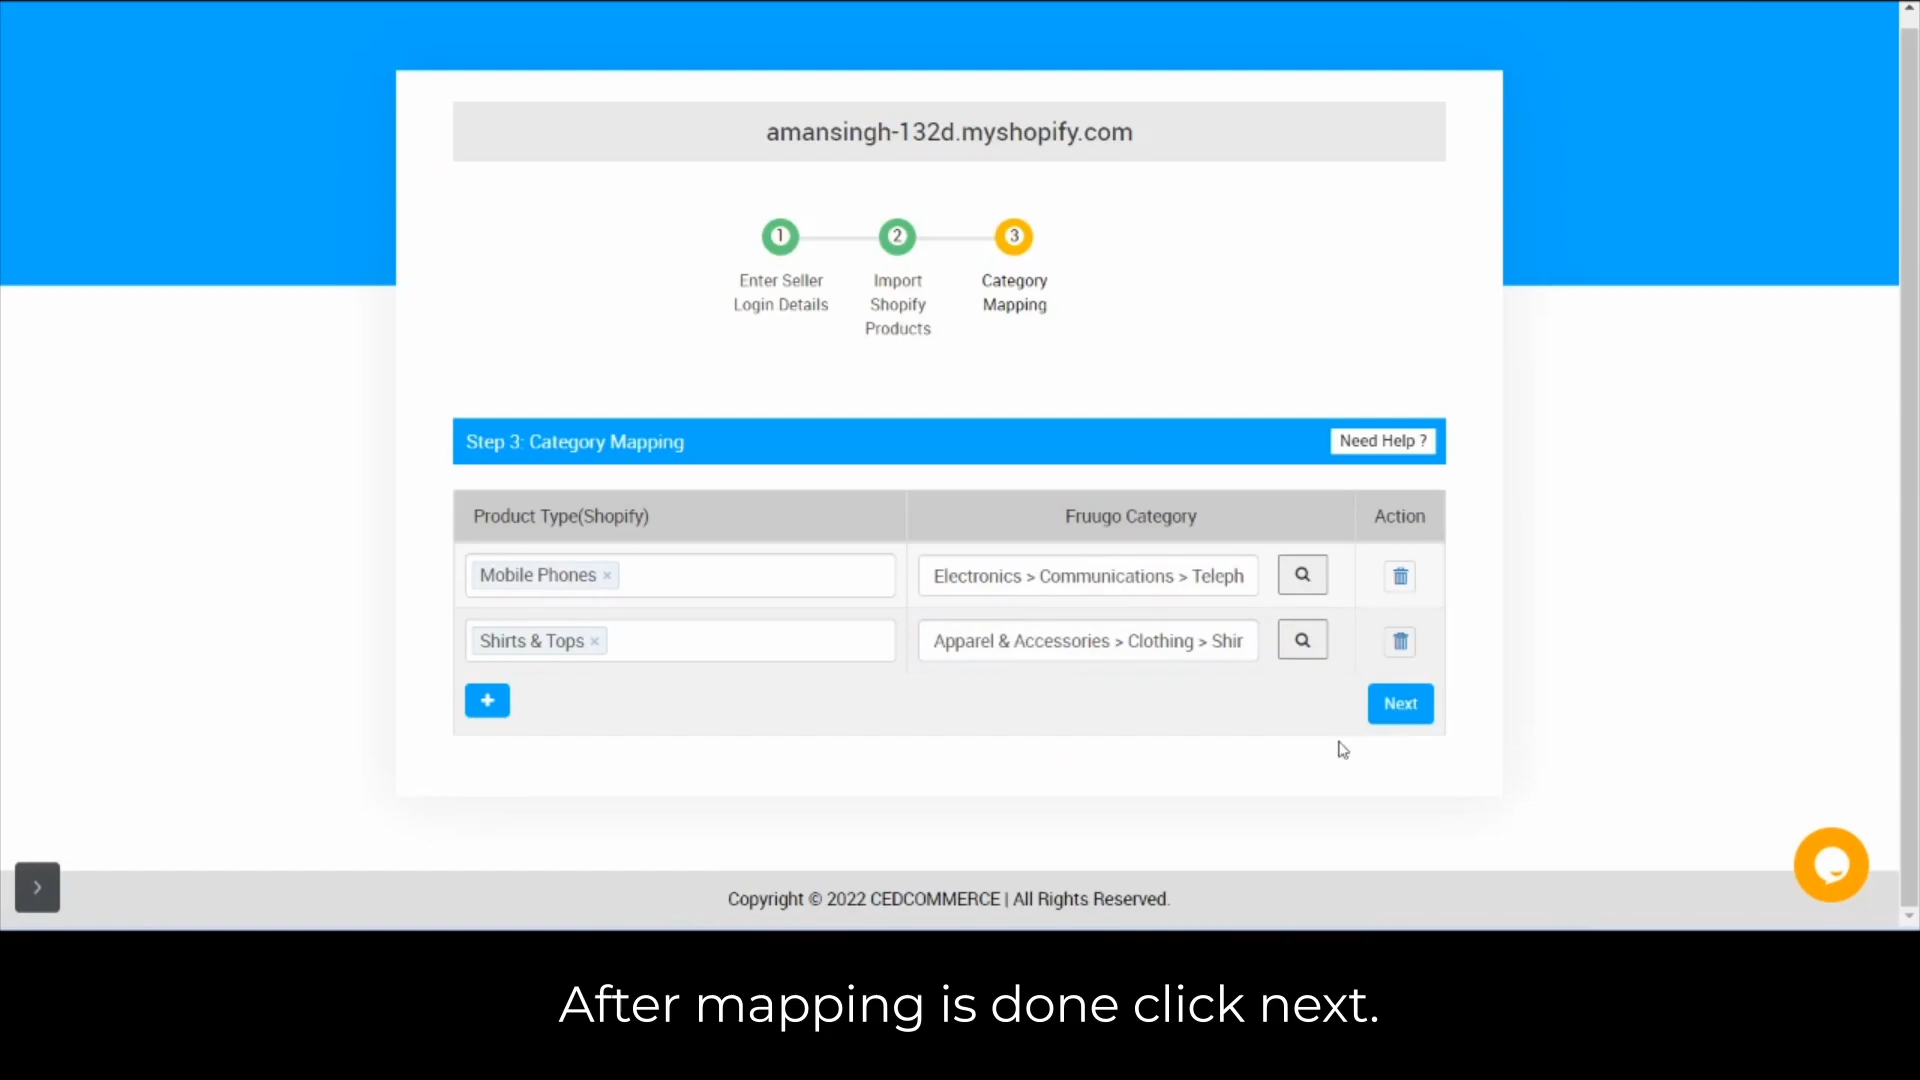 amansingh-132d.myshopify.com
1
2
3
Enter Seller
Login Details
Import
Shopify
Products
Category
Mapping
Step 3: Category Mapping
Need Help ?
Product Type(Shopify)
Fruugo Category
Action
Mobile Phones ×
Electronics > Communications > Teleph
Shirts & Tops ×
Apparel & Accessories > Clothing > Shir
+
Next
Copyright © 2022 CEDCOMMERCE | All Rights Reserved.
After mapping is done click next.